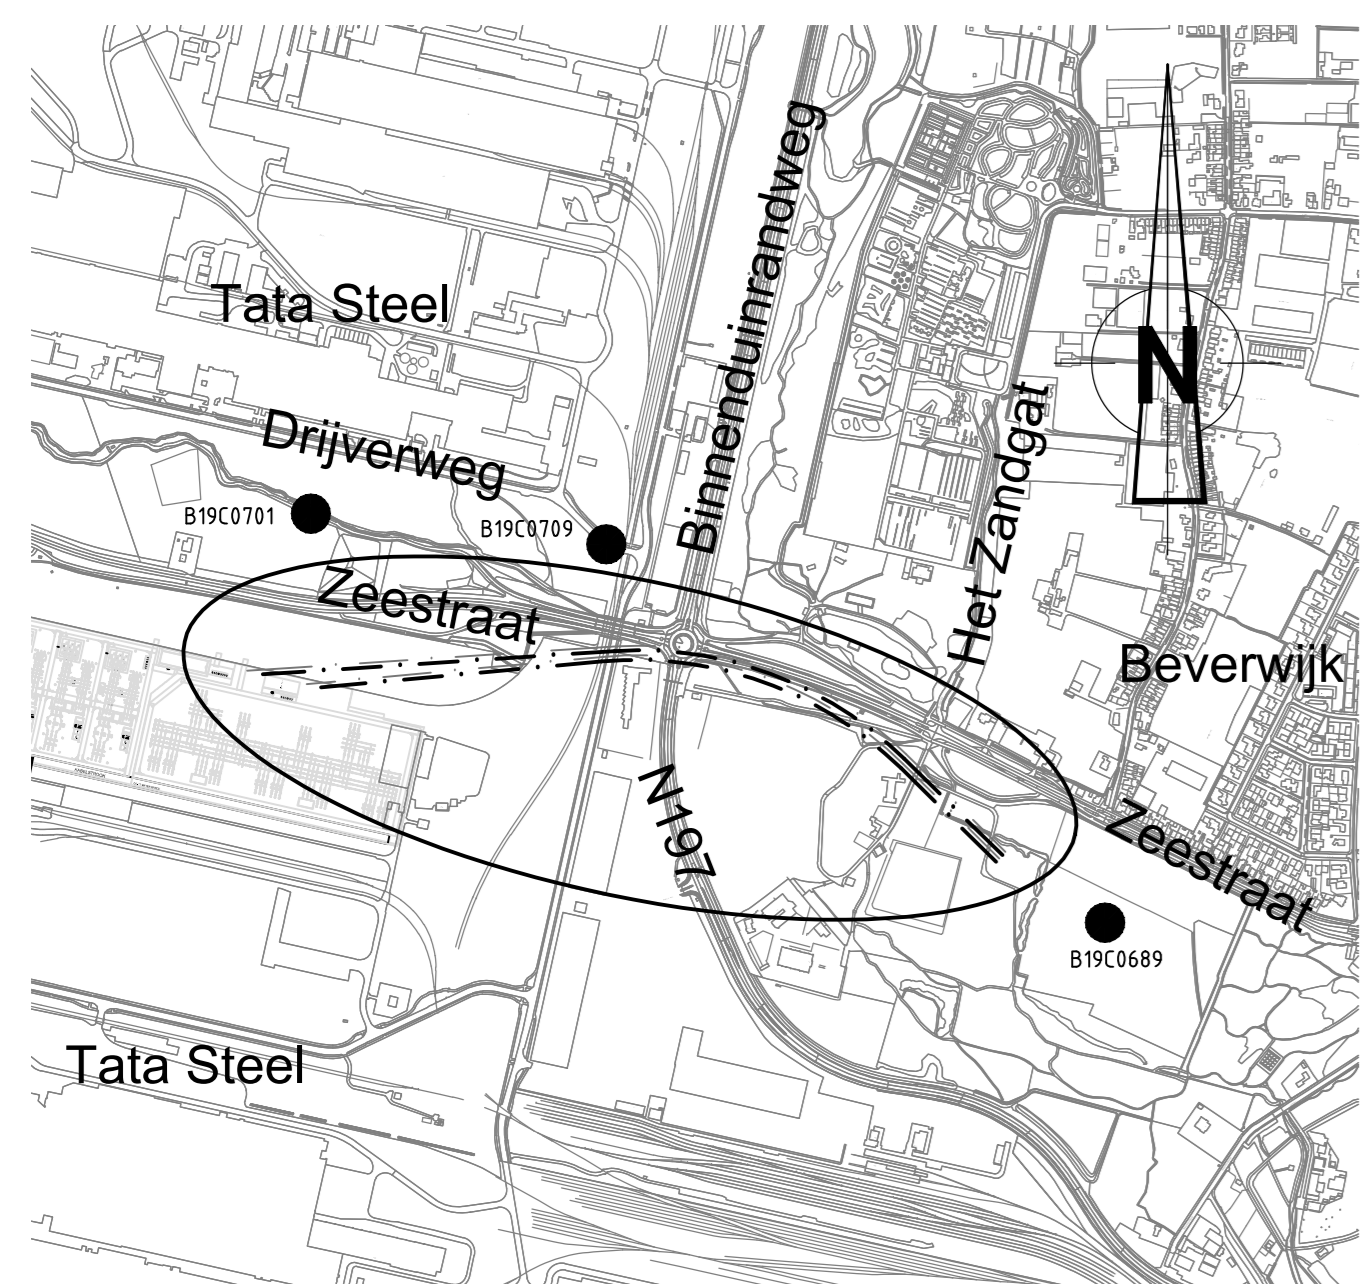 Binnenduinrandweg
Tata Steel
N
Drijverweg
Het Zandgat
B19C0701
B19C0709
Zeestraat
Beverwijk
N197
Zeestraat
B19C0689
Tata Steel